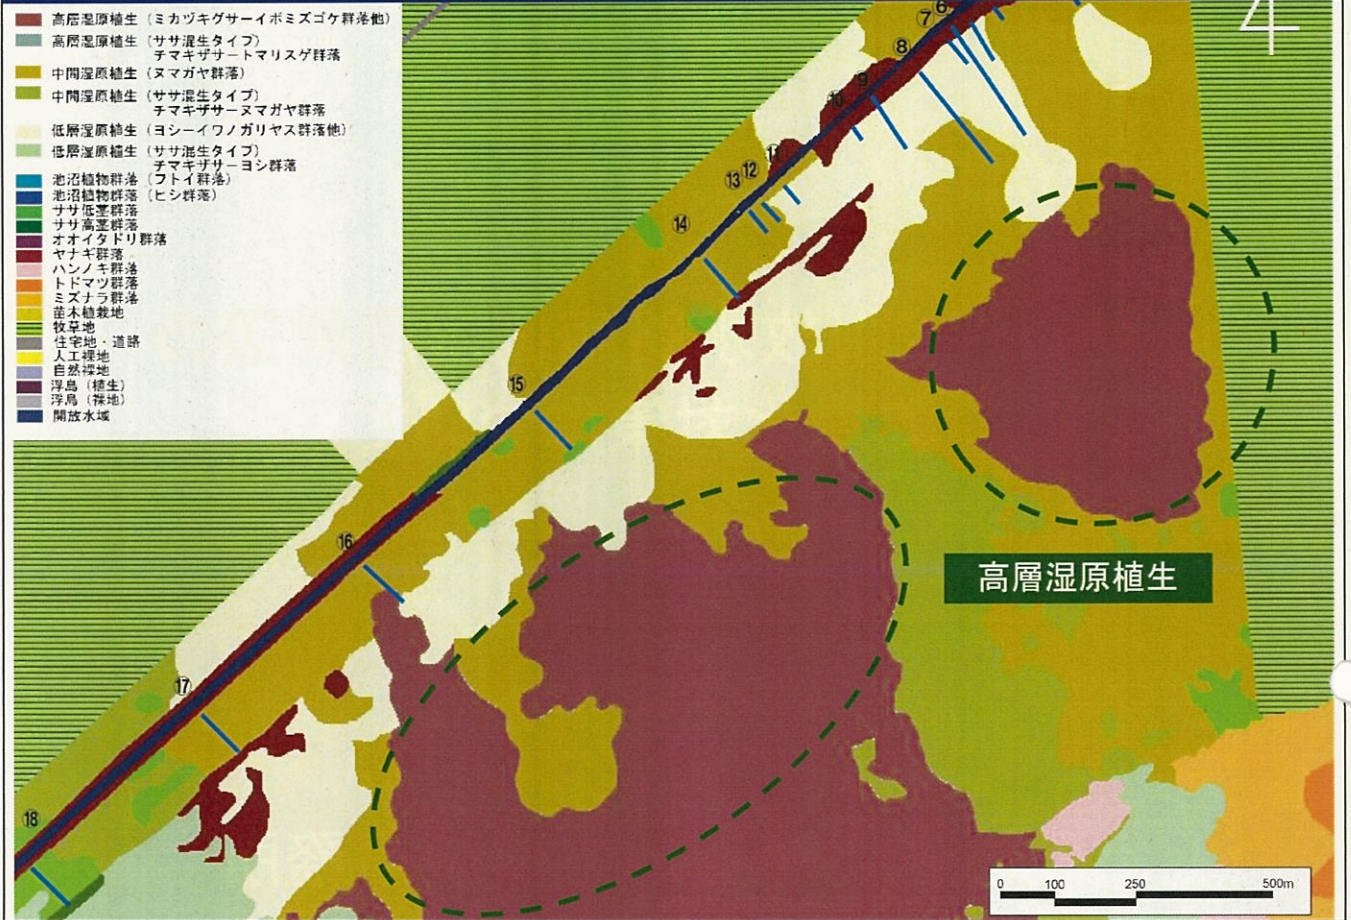 高層湿原植生（ミカヅキグサーイボミズゴケ群落他）
高層湿原植生（ササ混生タイプ）
チマキザサートマリスゲ群落
中間湿原植生（ヌマガヤ群落）
中間湿原植生（ササ混生タイプ）
チマキザサーヌマガヤ群落
低層湿原植生（ヨシーイワノガリヤス群落他）
低層湿原植生（ササ混生タイプ）
チマキザサーヨシ群落
池沼植物群落（フトイ群落）
池沼植物群落（ヒシ群落）
ササ低茎群落
ササ高茎群落
オオイタドリ群落
ヤナギ群落
ハンノキ群落
トドマツ群落
ミズナラ群落
苗木植栽地
牧草地
住宅地・道路
人工裸地
自然裸地
浮島（植生）
浮島（裸地）
開放水域
⑥
⑦
⑧
9
10
11
⑫
⑬
⑭
⑮
⑯
⑰
⑱
高層湿原植生
0 100 250 500m